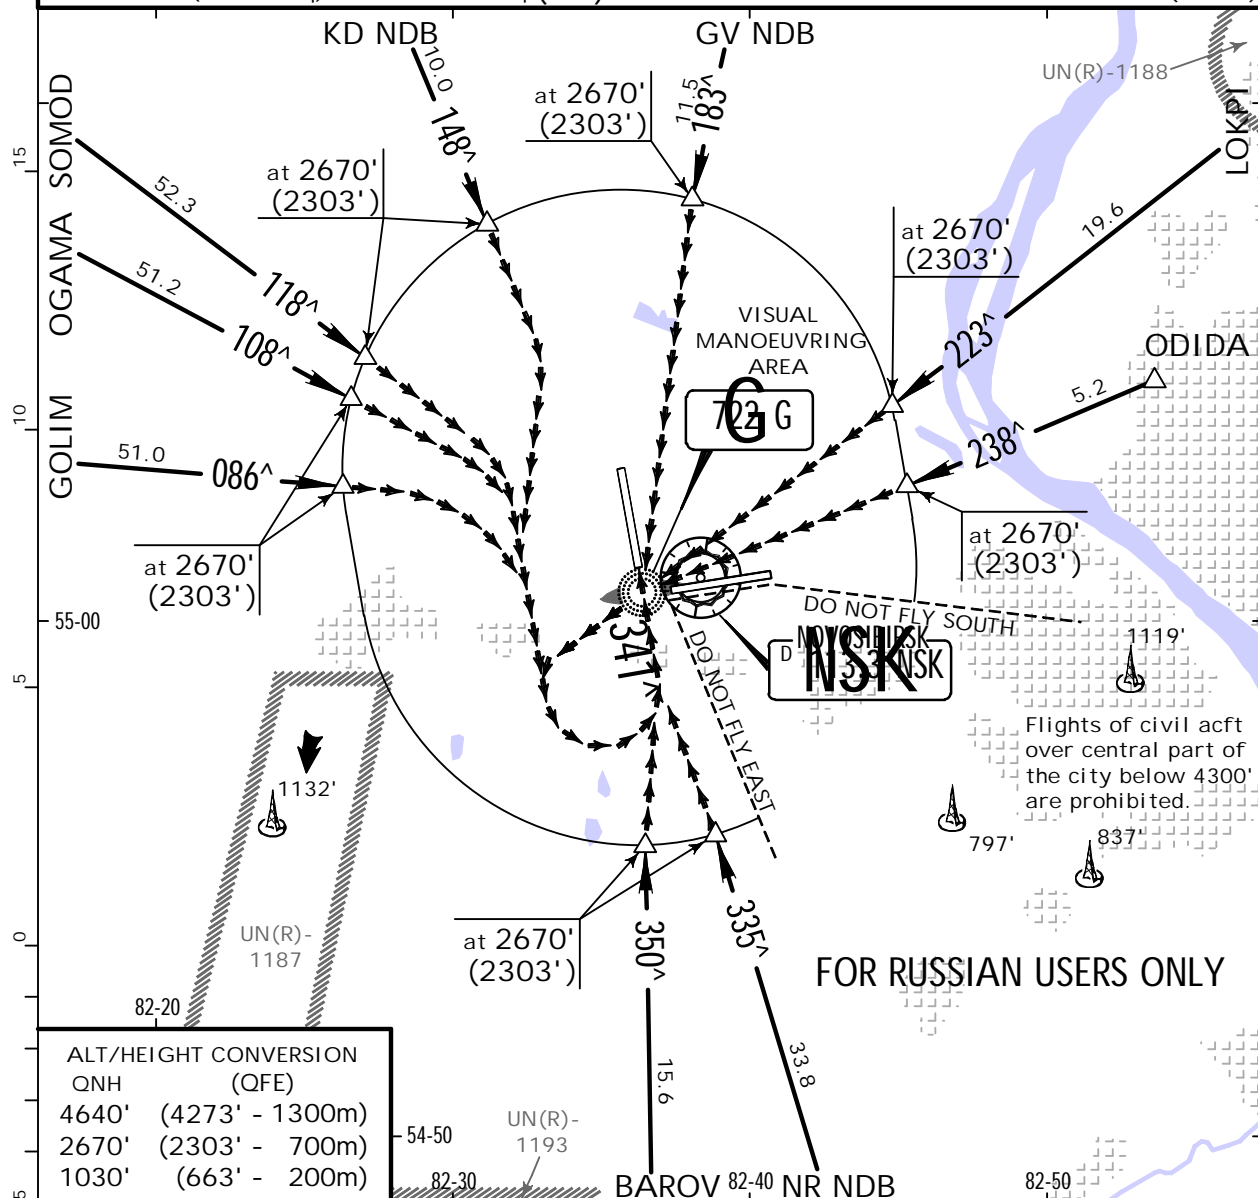 KD NDB
GV NDB
UN(R)-1188
LOKPI
SOMOD
OGAMA
GOLIM
10.0
148^
11.5
183^
at 2670'
(2303')
at 2670'
(2303')
at 2670'
(2303')
52.3
118^
51.2
108^
51.0
086^
19.6
223^
ODIDA
5.2
238^
VISUAL
MANOEUVRING
AREA
722 G
G
at 2670'
(2303')
at 2670'
(2303')
15
10
5
0
5
55-00
DO NOT FLY SOUTH
DO NOT FLY EAST
NOVOSIBIRSK
D
NSK
NSK
341^
1119'
Flights of civil acft
over central part of
the city below 4300'
are prohibited.
1132'
797'
837'
UN(R)-
1187
at 2670'
(2303')
350^
335^
15.6
33.8
FOR RUSSIAN USERS ONLY
82-20
ALT/HEIGHT CONVERSION
QNH (QFE)
4640' (4273' - 1300m)
2670' (2303' - 700m)
1030' (663' - 200m)
54-50
UN(R)-
1193
82-30
BAROV
82-40
NR NDB
82-50